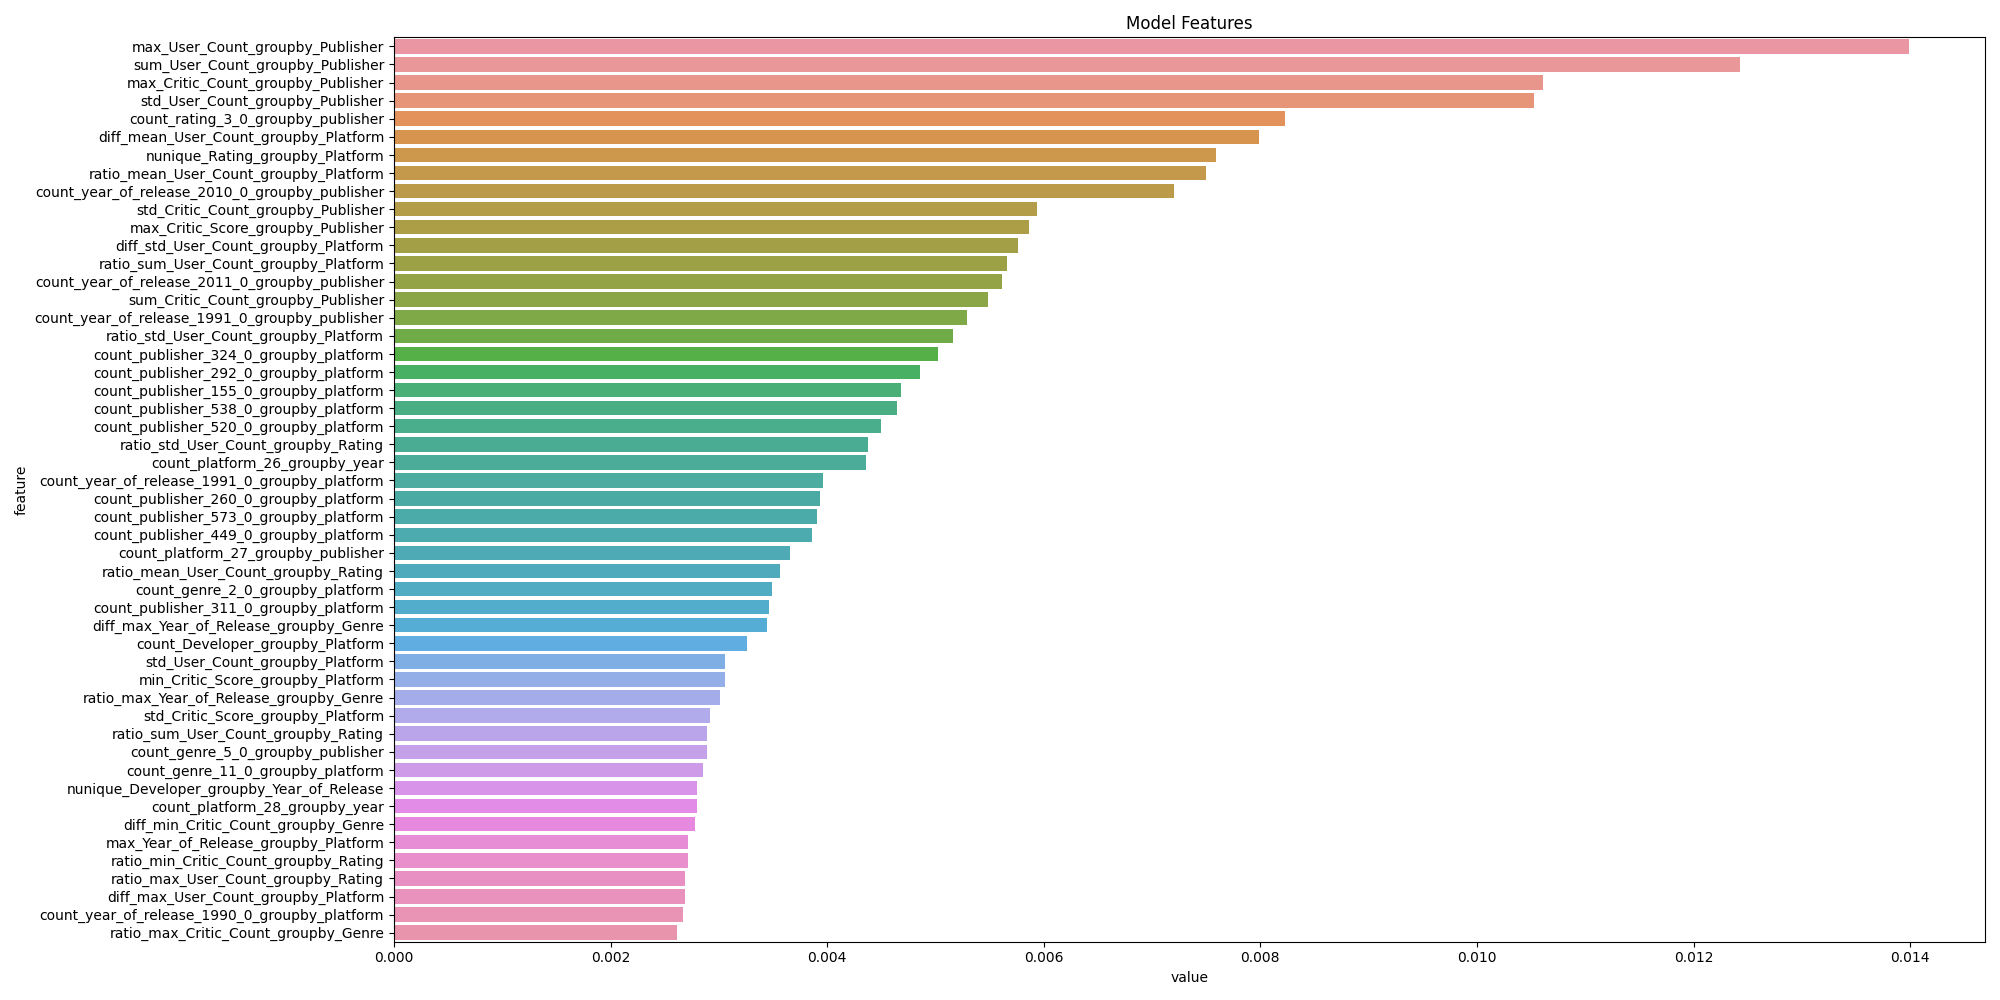 Model Features
max_User_Count_groupby_Publisher
sum_User_Count_groupby_Publisher
max_Critic_Count_groupby_Publisher
std_User_Count_groupby_Publisher
count_rating_3_0_groupby_publisher
diff_mean_User_Count_groupby_Platform
nunique_Rating_groupby_Platform
ratio_mean_User_Count_groupby_Platform
count_year_of_release_2010_0_groupby_publisher
std_Critic_Count_groupby_Publisher
max_Critic_Score_groupby_Publisher
diff_std_User_Count_groupby_Platform
ratio_sum_User_Count_groupby_Platform
count_year_of_release_2011_0_groupby_publisher
sum_Critic_Count_groupby_Publisher
count_year_of_release_1991_0_groupby_publisher
ratio_std_User_Count_groupby_Platform
count_publisher_324_0_groupby_platform
count_publisher_292_0_groupby_platform
count_publisher_155_0_groupby_platform
count_publisher_538_0_groupby_platform
count_publisher_520_0_groupby_platform
ratio_std_User_Count_groupby_Rating
count_platform_26_groupby_year
count_year_of_release_1991_0_groupby_platform
count_publisher_260_0_groupby_platform
count_publisher_573_0_groupby_platform
count_publisher_449_0_groupby_platform
count_platform_27_groupby_publisher
ratio_mean_User_Count_groupby_Rating
count_genre_2_0_groupby_platform
count_publisher_311_0_groupby_platform
diff_max_Year_of_Release_groupby_Genre
count_Developer_groupby_Platform
std_User_Count_groupby_Platform
min_Critic_Score_groupby_Platform
ratio_max_Year_of_Release_groupby_Genre
std_Critic_Score_groupby_Platform
ratio_sum_User_Count_groupby_Rating
count_genre_5_0_groupby_publisher
count_genre_11_0_groupby_platform
nunique_Developer_groupby_Year_of_Release
count_platform_28_groupby_year
diff_min_Critic_Count_groupby_Genre
max_Year_of_Release_groupby_Platform
ratio_min_Critic_Count_groupby_Rating
ratio_max_User_Count_groupby_Rating
diff_max_User_Count_groupby_Platform
count_year_of_release_1990_0_groupby_platform
ratio_max_Critic_Count_groupby_Genre
feature
0.000 0.002 0.004 0.006 0.008 0.010 0.012 0.014
value